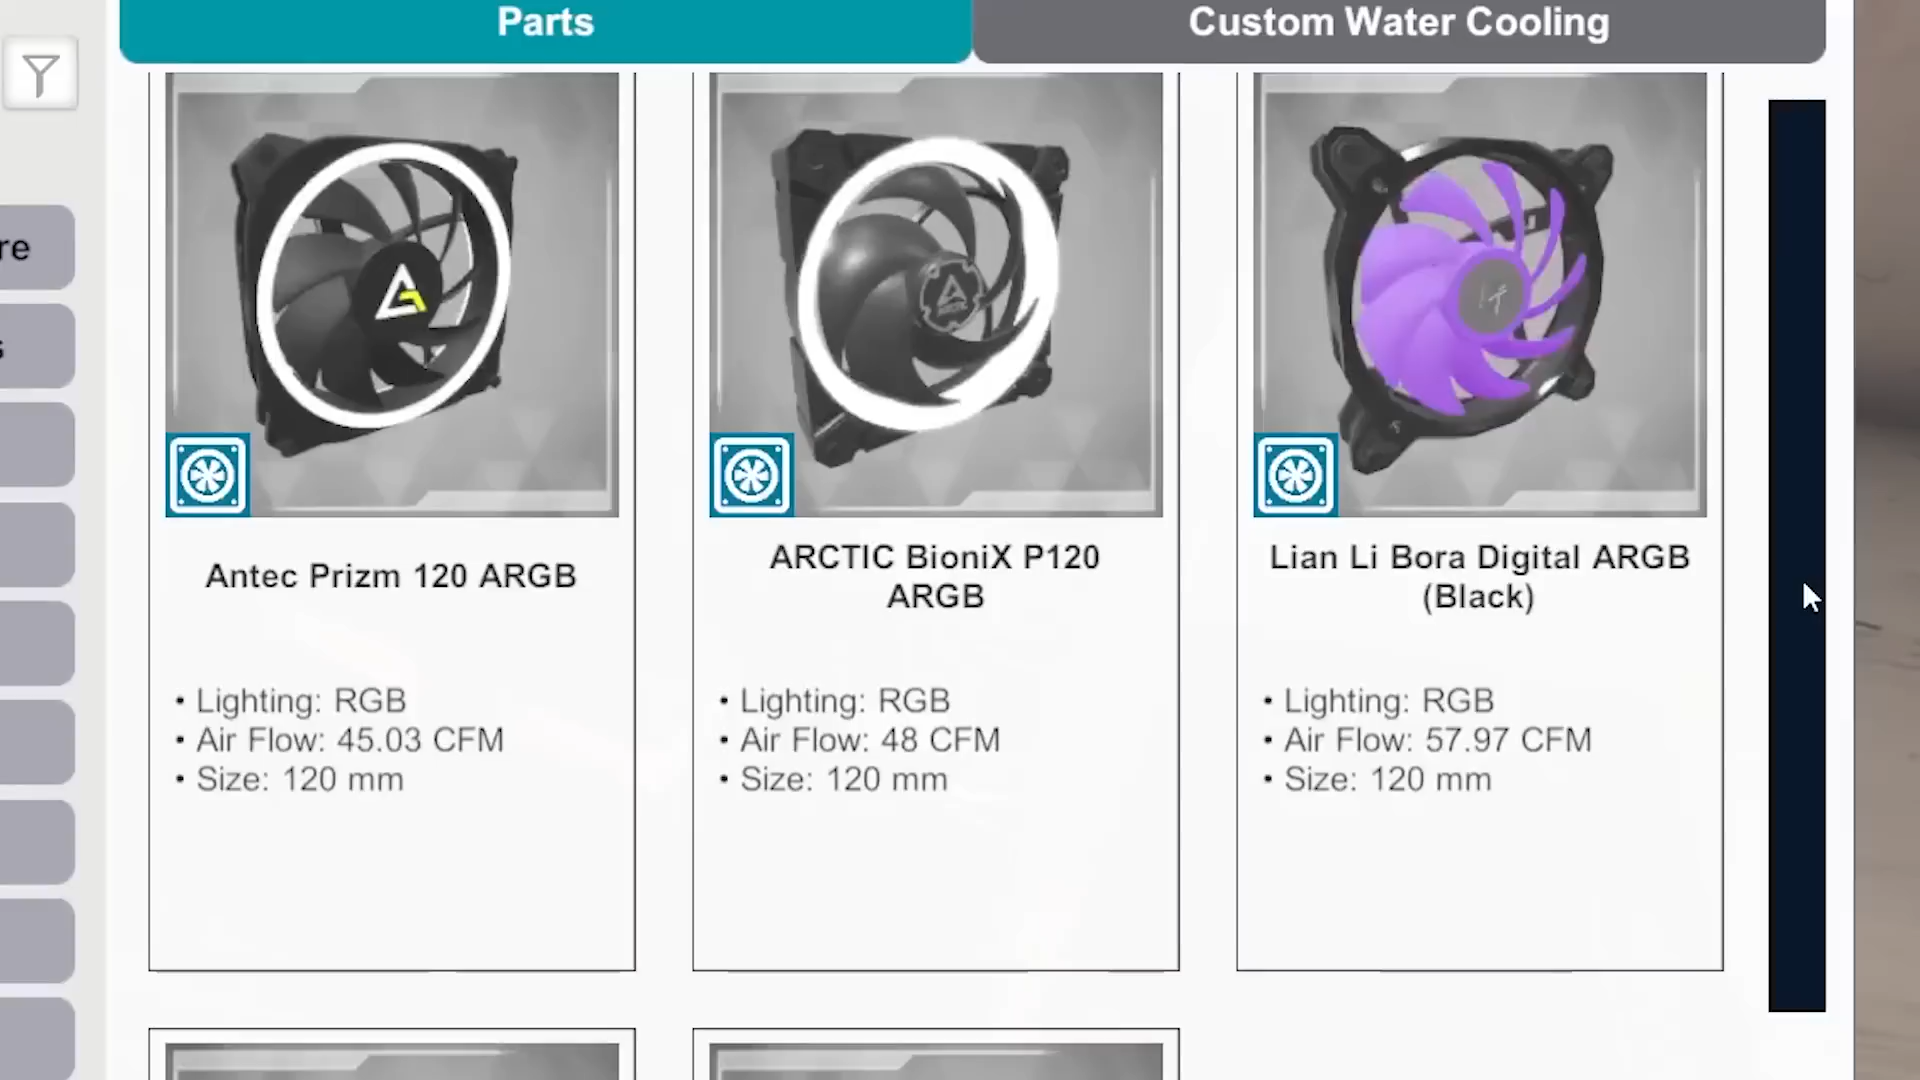 Parts
Custom Water Cooling
re
s
Antec Prizm 120 ARGB
• Lighting: RGB
• Air Flow: 45.03 CFM
• Size: 120 mm
ARCTIC BioniX P120
ARGB
• Lighting: RGB
• Air Flow: 48 CFM
• Size: 120 mm
Lian Li Bora Digital ARGB
(Black)
• Lighting: RGB
• Air Flow: 57.97 CFM
• Size: 120 mm